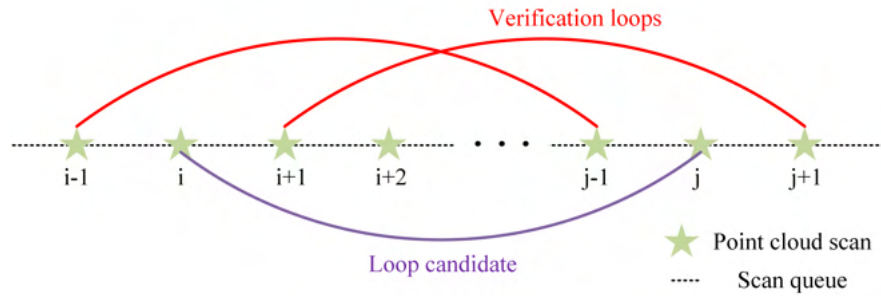 Verification loops
. . .
i-1 i i+1 i+2 j-1 j j+1
Loop candidate
Point cloud scan
Scan queue